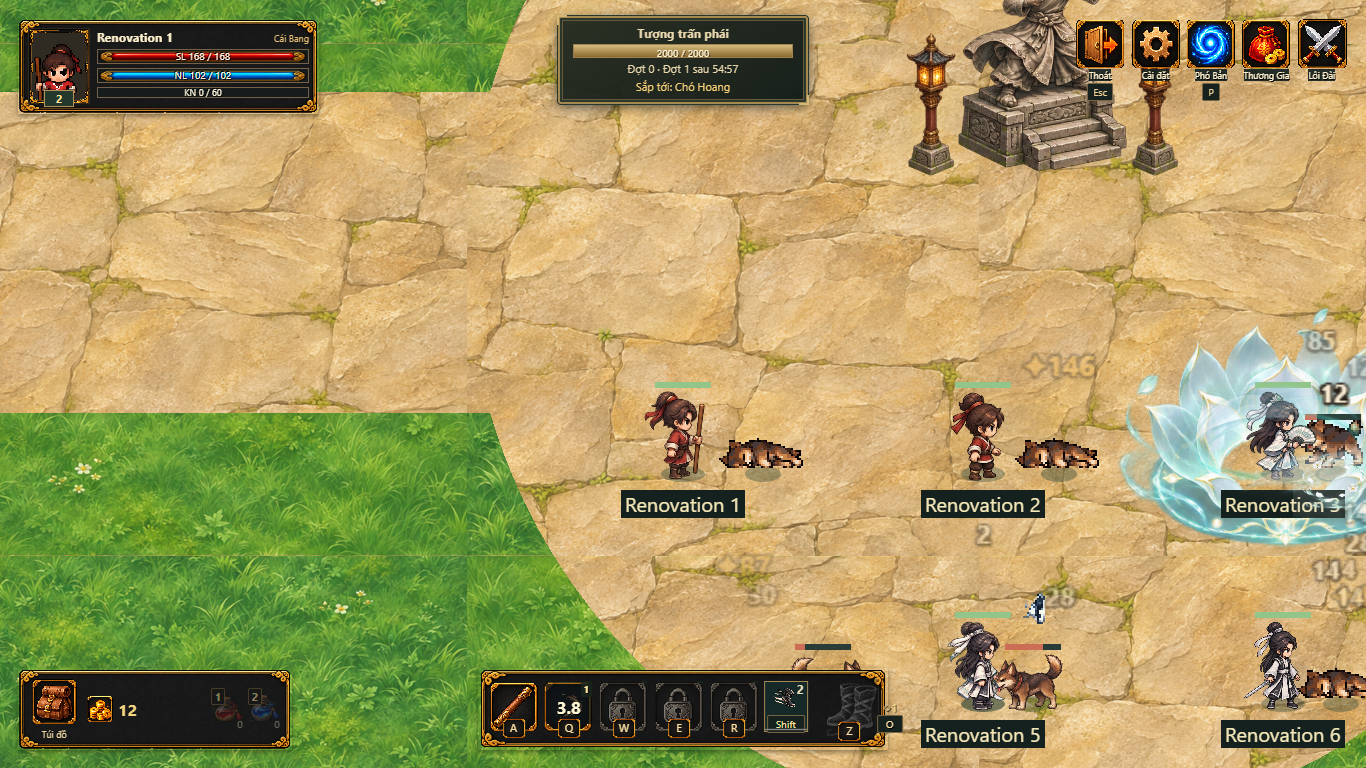 Renovation 1
Cái Bang
SL 168 / 168
NL 102 / 102
KN 0 / 60
2
Tượng trấn phái
2000 / 2000
Đợt 0 · Đợt 1 sau 54:57
Sắp tới: Chó Hoang
Thoát
Esc
Cài đặt
Phó Bản
P
Thương Gia
Lôi Đài
85
146
12
Renovation 1
Renovation 2
Renovation 3
2
87
30
28
144
Renovation 5
Renovation 6
Túi đồ
12
1
0
2
0
A
3.8
1
Q
W
E
R
2
Shift
Z
O